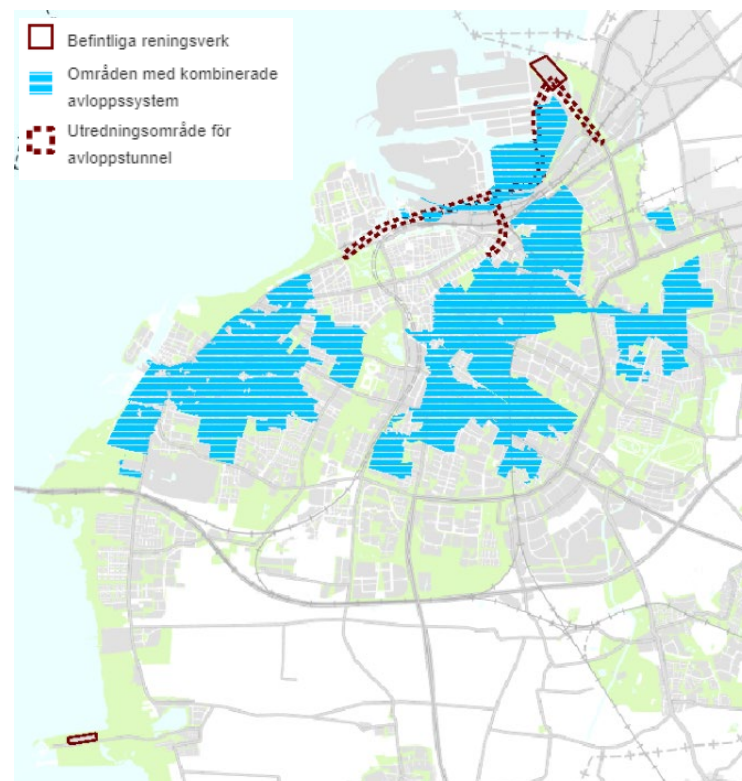 Befintliga reningsverk
Områden med kombinerade
avloppssystem
Utredningsområde för
avloppstunnel